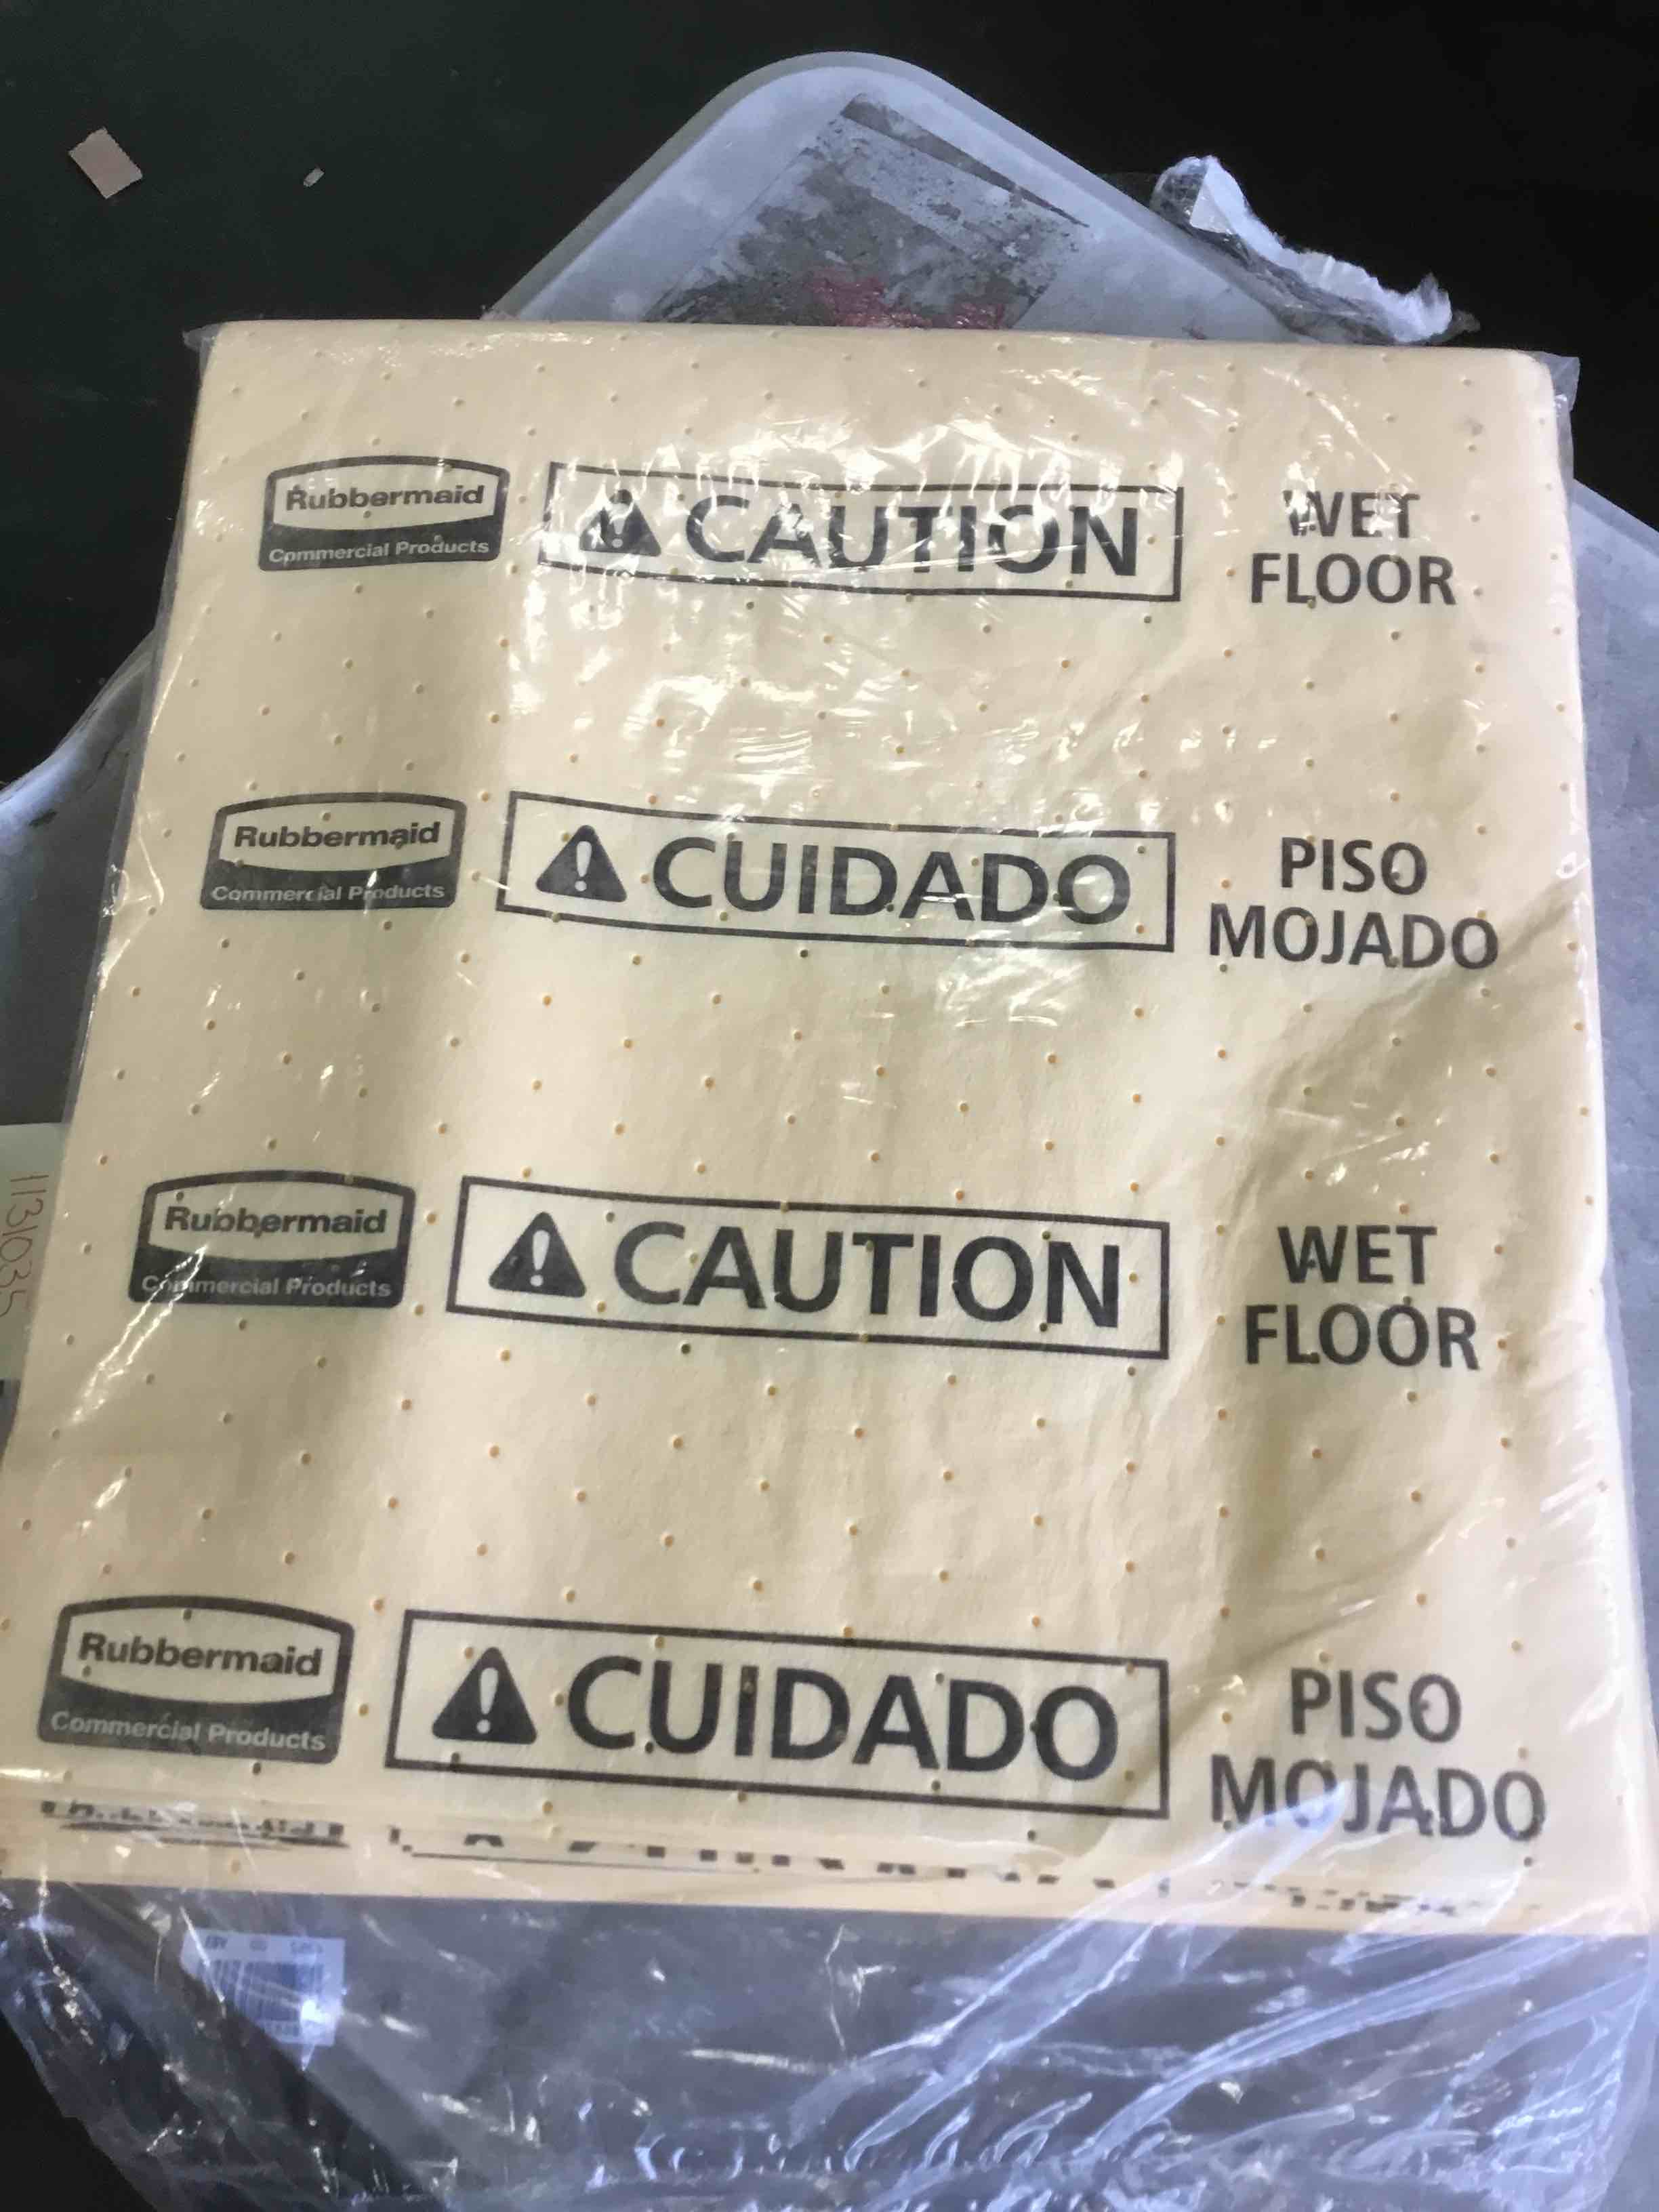 Rubbermaid
Commercial Products
CAUTION
WET
FLOOR
Rubbermaid
Commercial Products
CUIDADO
PISO
MOJADO
Rubbermaid
Commercial Products
CAUTION
WET
FLOOR
Rubbermaid
Commercial Products
CUIDADO
PISO
MOJADO
1131035